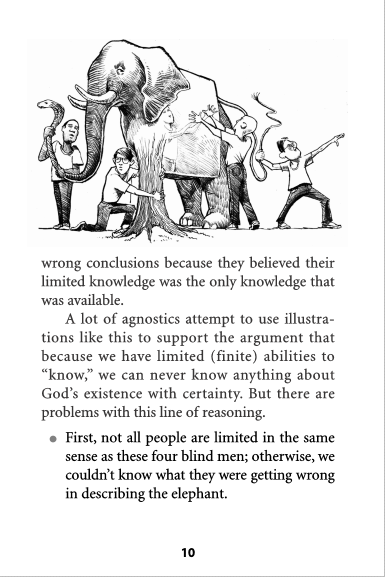 wrong conclusions because they believed their
limited knowledge was the only knowledge that
was available.
A lot of agnostics attempt to use illustra-
tions like this to support the argument that
because we have limited (finite) abilities to
“know,” we can never know anything about
God’s existence with certainty. But there are
problems with this line of reasoning.
● First, not all people are limited in the same
sense as these four blind men; otherwise, we
couldn’t know what they were getting wrong
in describing the elephant.
10